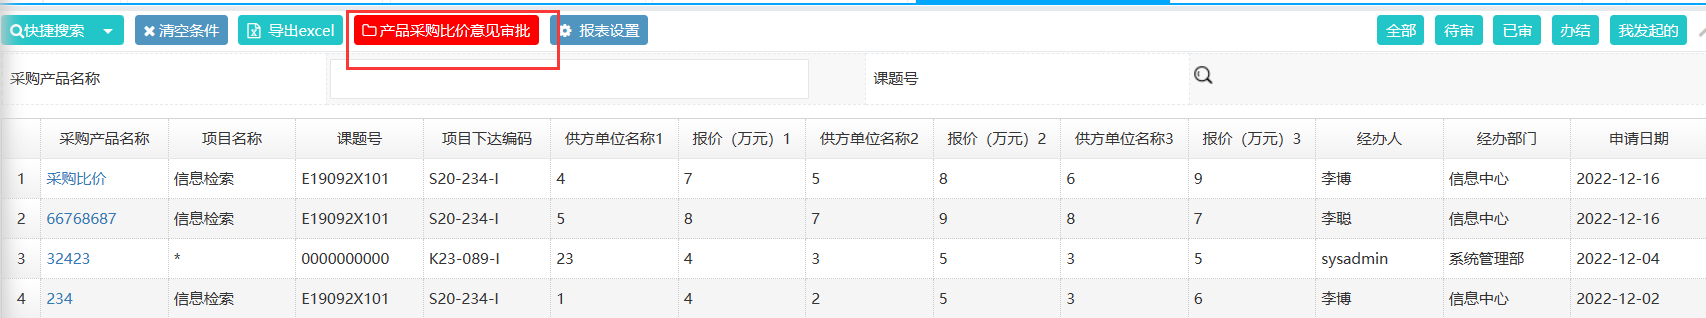 快捷搜索 清空条件 导出excel 产品采购比价意见审批 报表设置 全部 待审 已审 办结 我发起的
采购产品名称 课题号
采购产品名称 项目名称 课题号 项目下达编码 供方单位名称1 报价（万元）1 供方单位名称2 报价（万元）2 供方单位名称3 报价（万元）3 经办人 经办部门 申请日期
1 采购比价 信息检索 E19092X101 S20-234-I 4 7 5 8 6 9 李博 信息中心 2022-12-16
2 66768687 信息检索 E19092X101 S20-234-I 5 8 7 9 8 7 李聪 信息中心 2022-12-16
3 32423 * 0000000000 K23-089-I 23 4 3 5 3 5 sysadmin 系统管理部 2022-12-04
4 234 信息检索 E19092X101 S20-234-I 1 4 2 5 3 6 李博 信息中心 2022-12-02